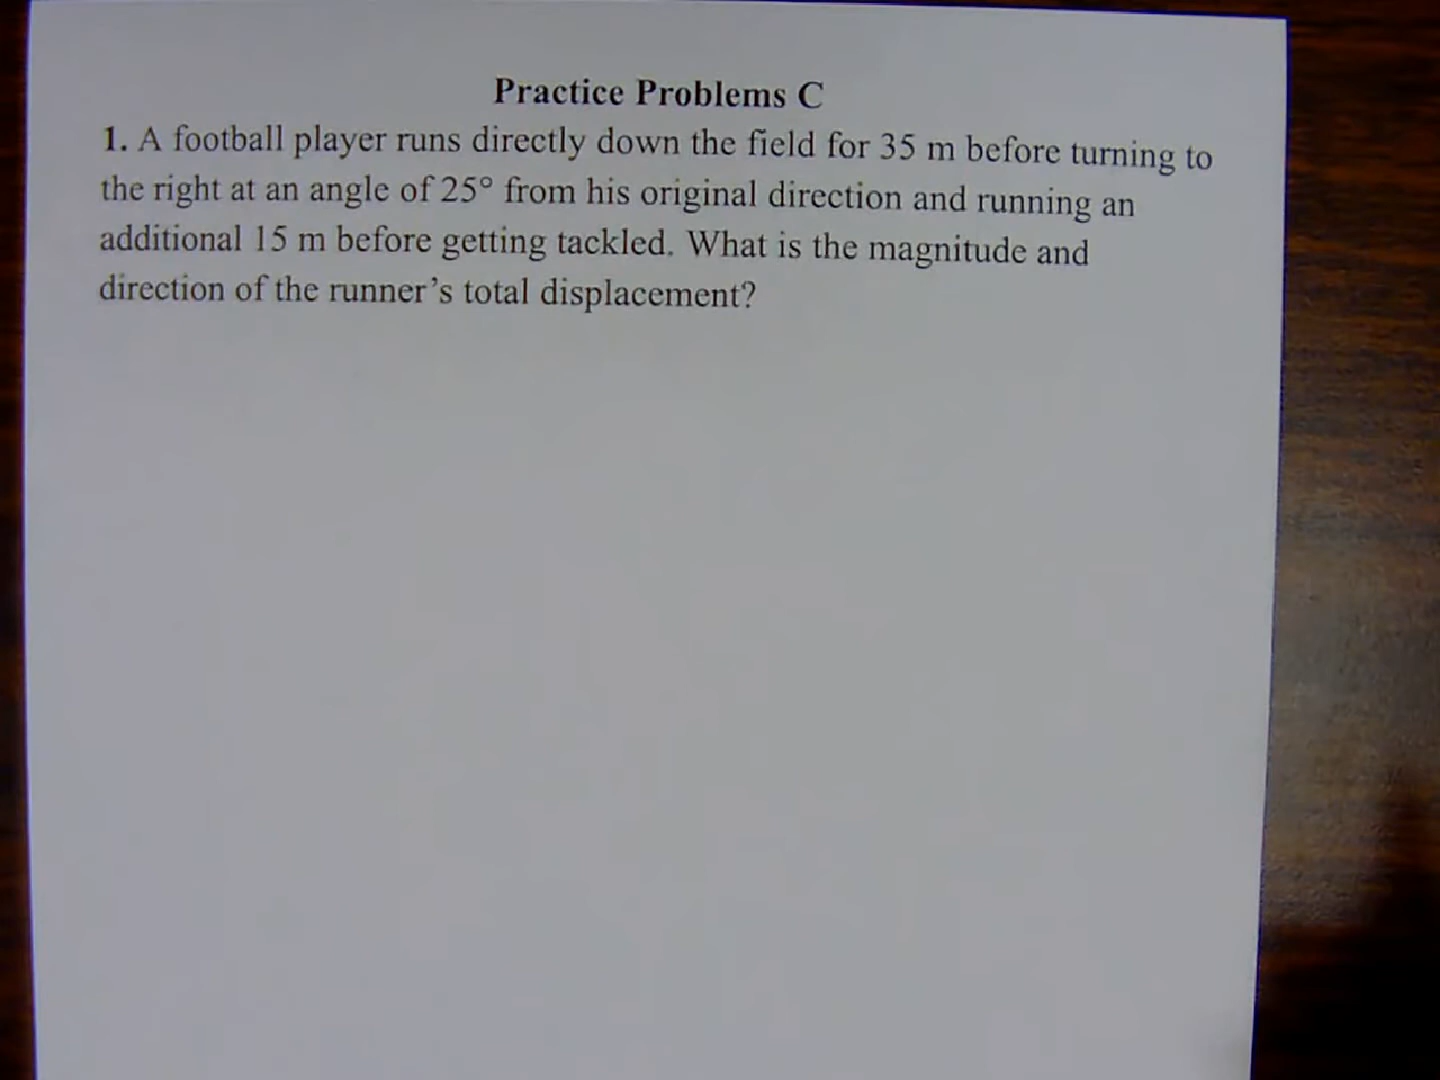 Practice Problems C
1. A football player runs directly down the field for 35 m before turning to
the right at an angle of 25° from his original direction and running an
additional 15 m before getting tackled. What is the magnitude and
direction of the runner’s total displacement?